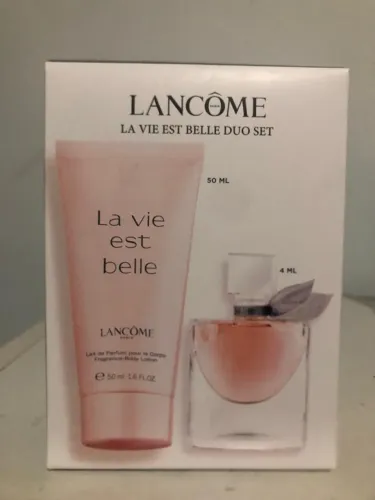 LANCÔME
PARIS
LA VIE EST BELLE DUO SET
50 ML
La vie
est
belle
4 ML
LANCÔME
Lait de Parfum pour le Corps
Fragrance-Body Lotion
℮ 50 ml 1.6 FL.OZ